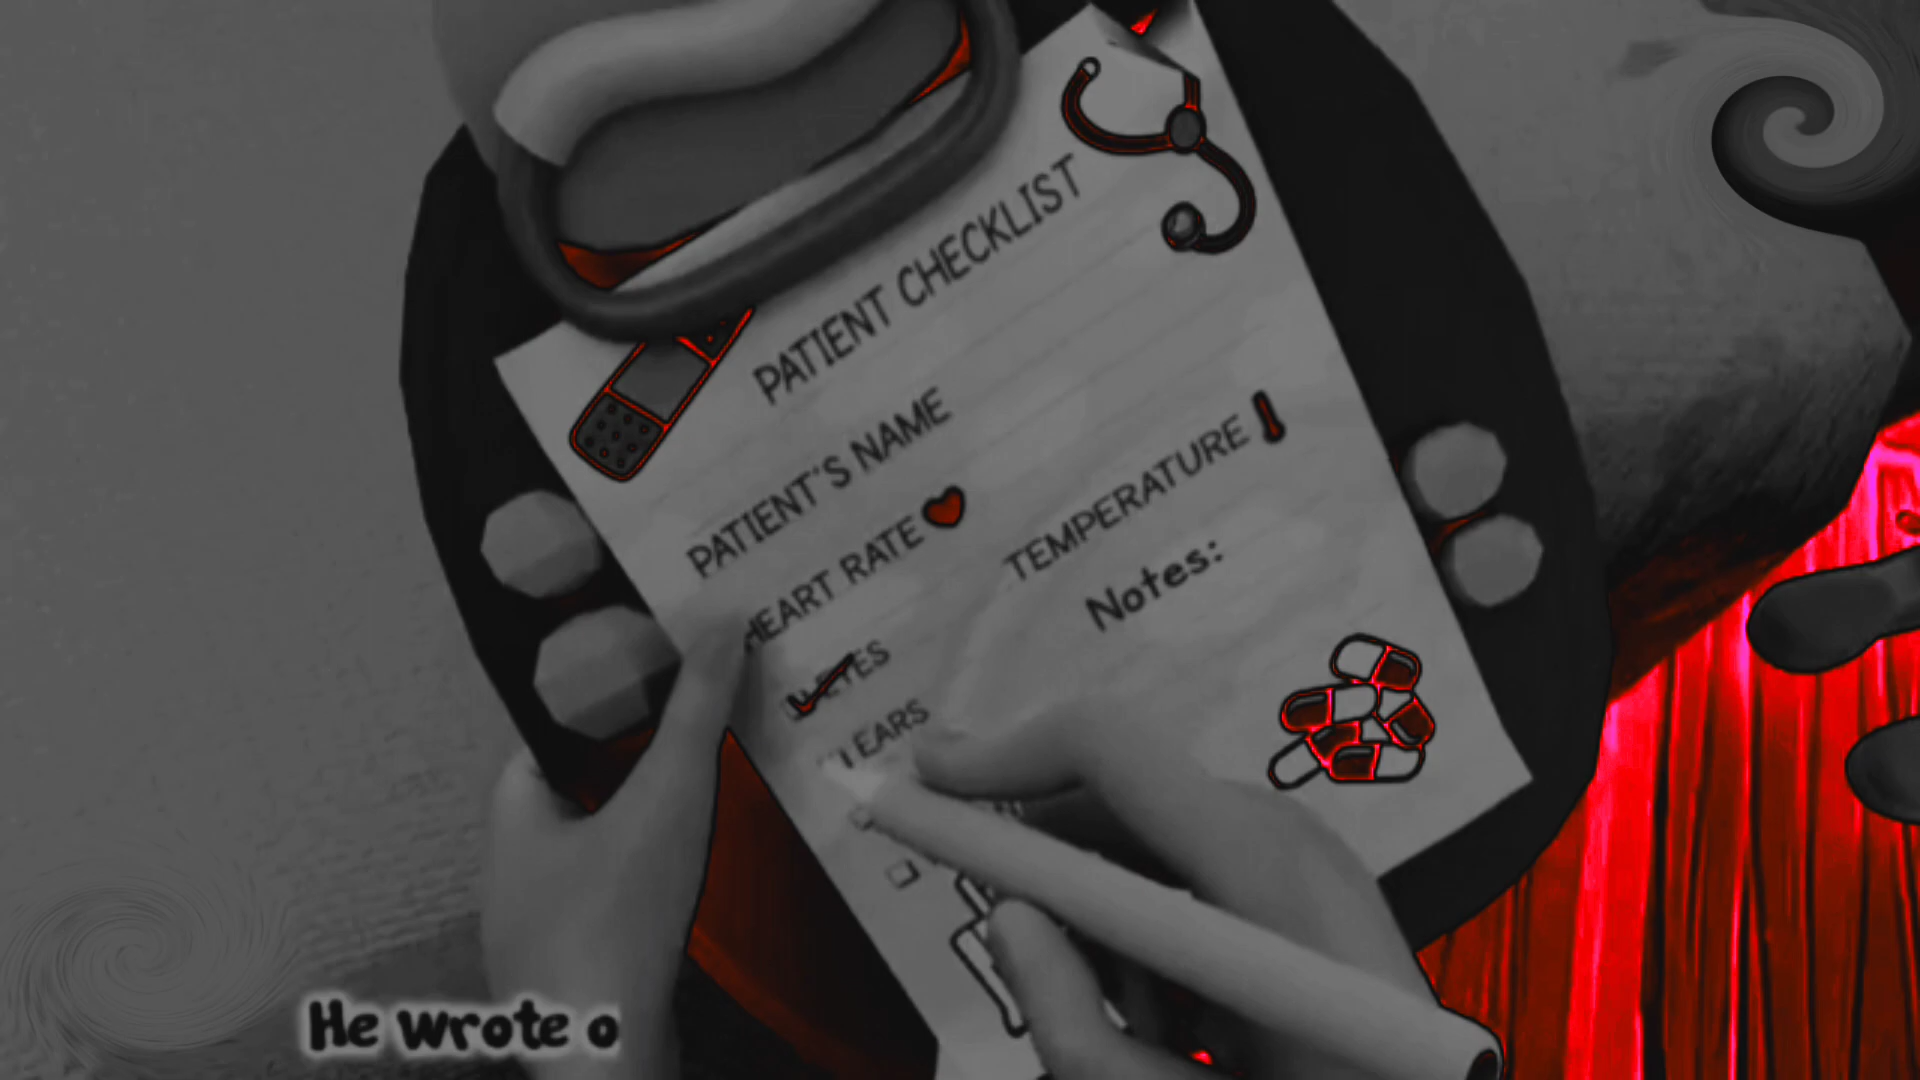 PATIENT CHECKLIST
PATIENT'S NAME
HEART RATE
TEMPERATURE
EYES
EARS
Notes:
He wrote o